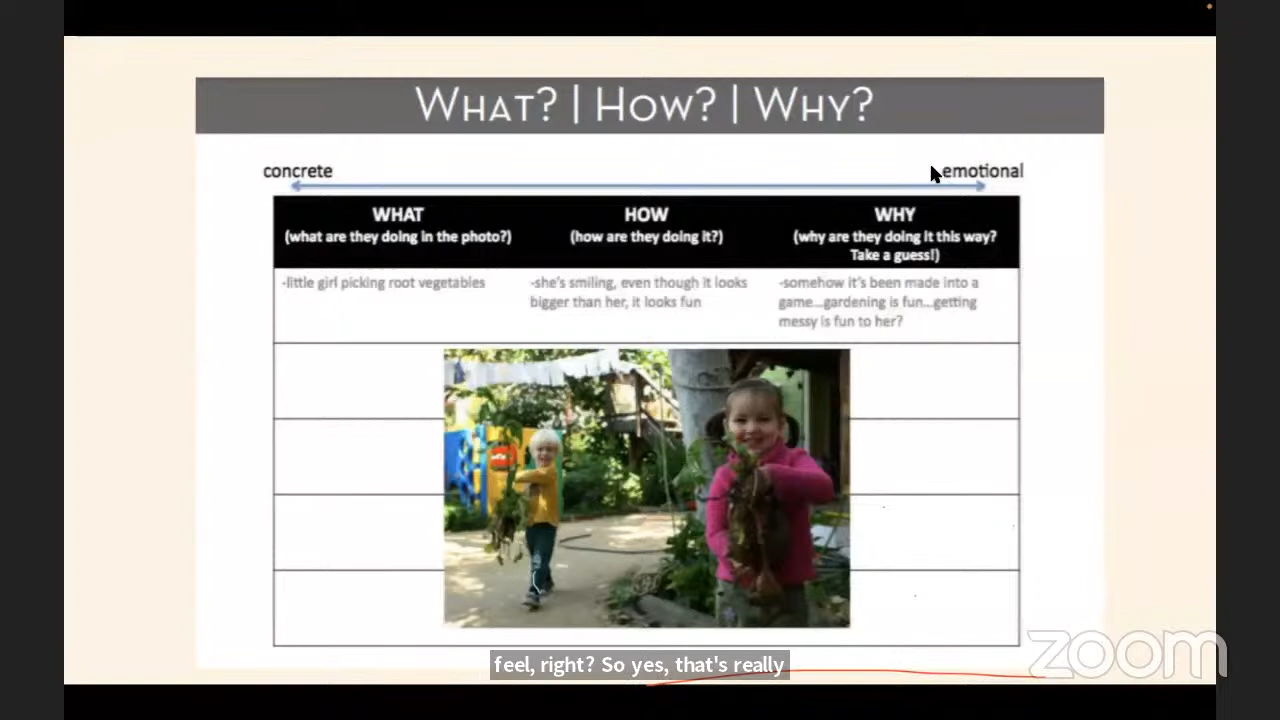 WHAT? | HOW? | WHY?
concrete
emotional
WHAT
(what are they doing in the photo?)
HOW
(how are they doing it?)
WHY
(why are they doing it this way?
Take a guess!)
-little girl picking root vegetables
-she's smiling, even though it looks
bigger than her, it looks fun
-somehow it's been made into a
game...gardening is fun...getting
messy is fun to her?
feel, right? So yes, that's really
zoom